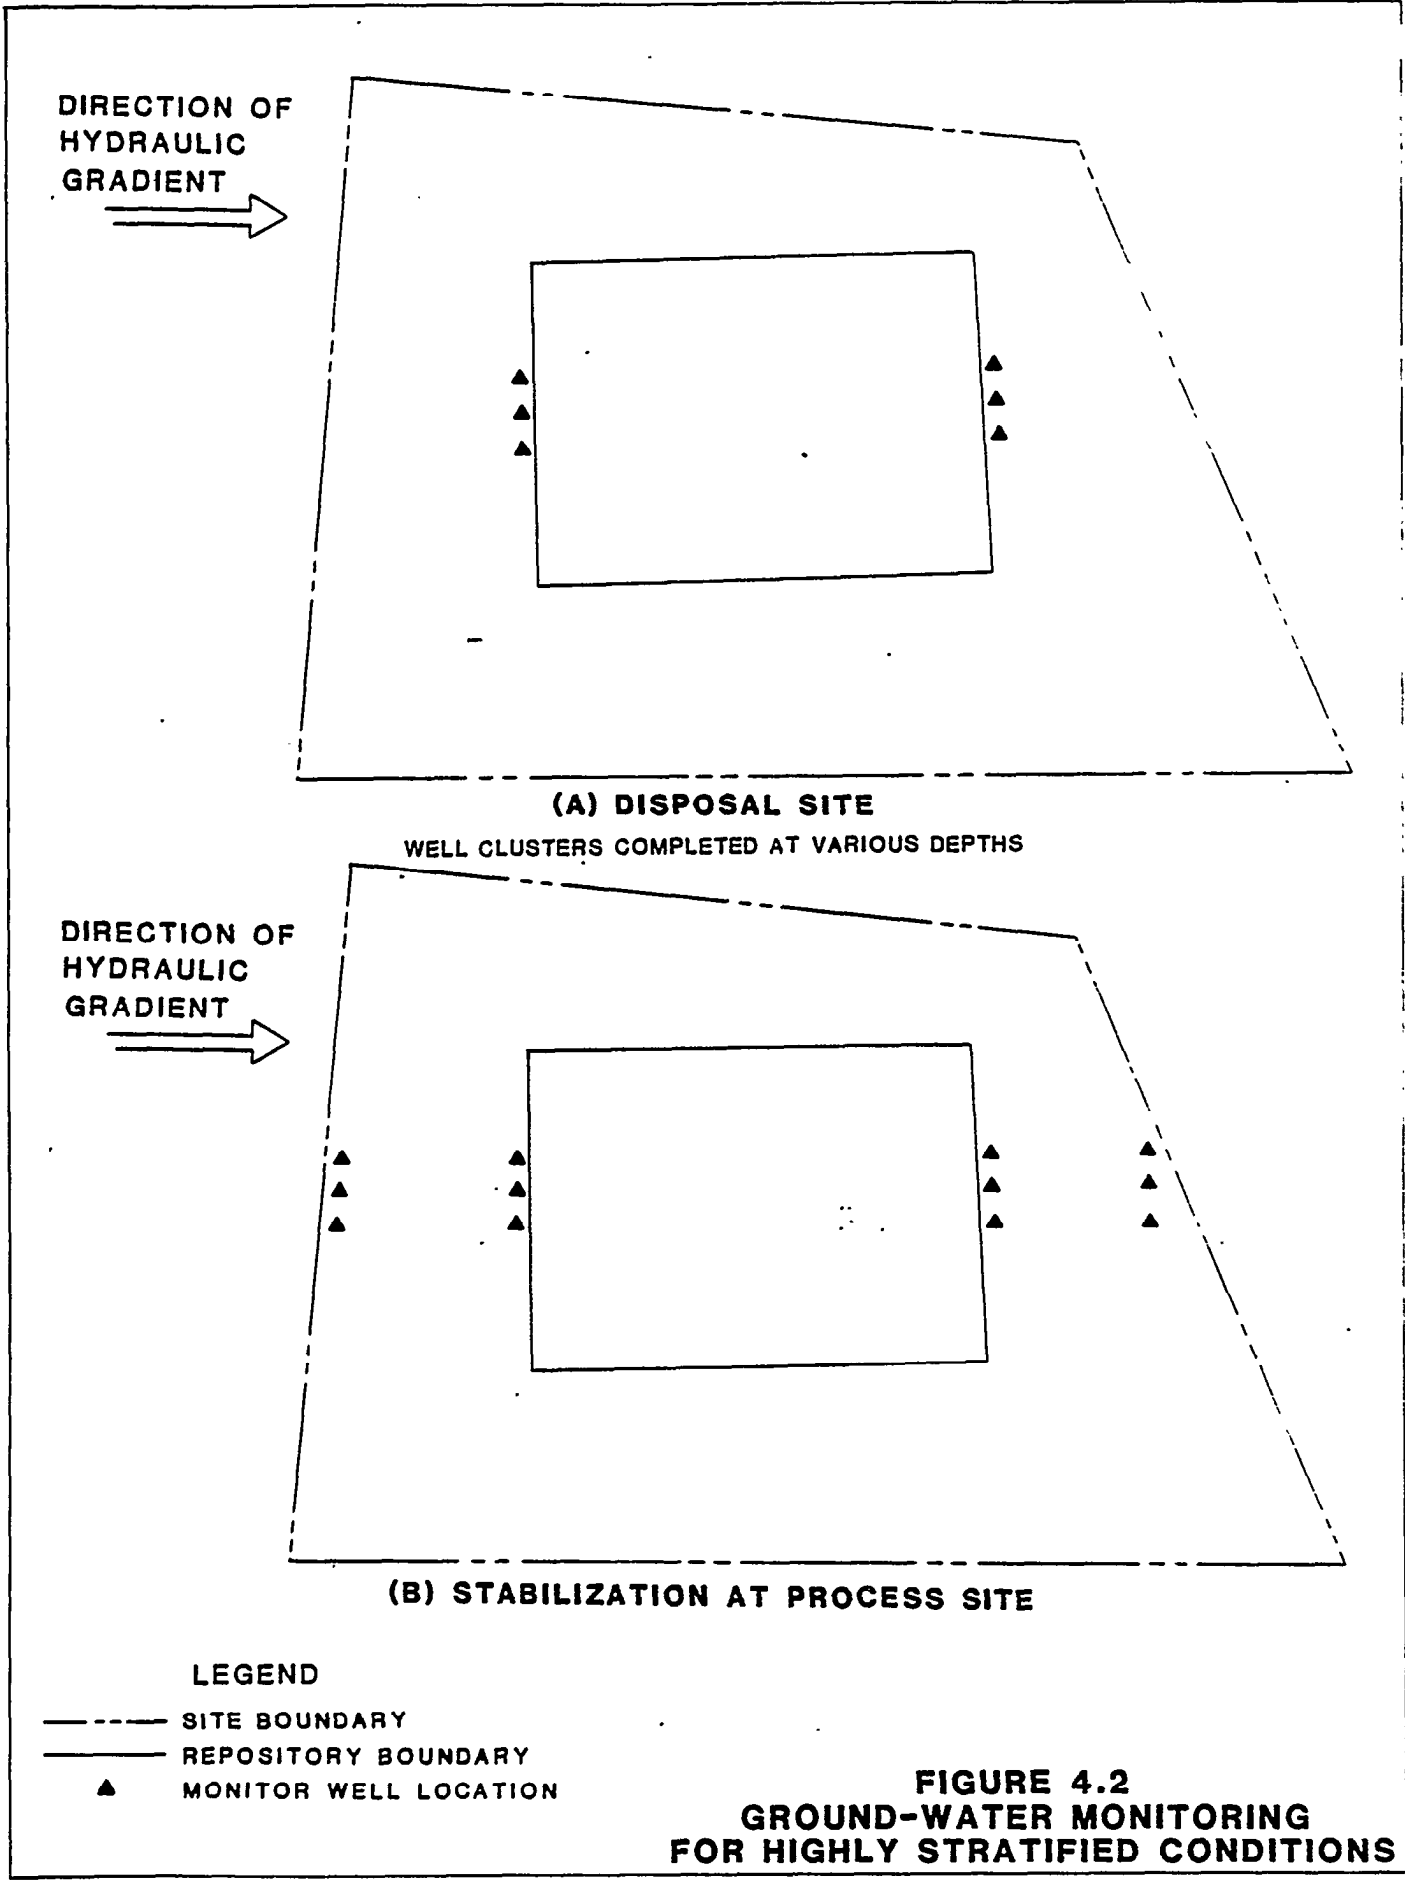 DIRECTION OF
HYDRAULIC
GRADIENT
(A) DISPOSAL SITE
WELL CLUSTERS COMPLETED AT VARIOUS DEPTHS
DIRECTION OF
HYDRAULIC
GRADIENT
(B) STABILIZATION AT PROCESS SITE
LEGEND
SITE BOUNDARY
REPOSITORY BOUNDARY
MONITOR WELL LOCATION
FIGURE 4.2
GROUND-WATER MONITORING
FOR HIGHLY STRATIFIED CONDITIONS